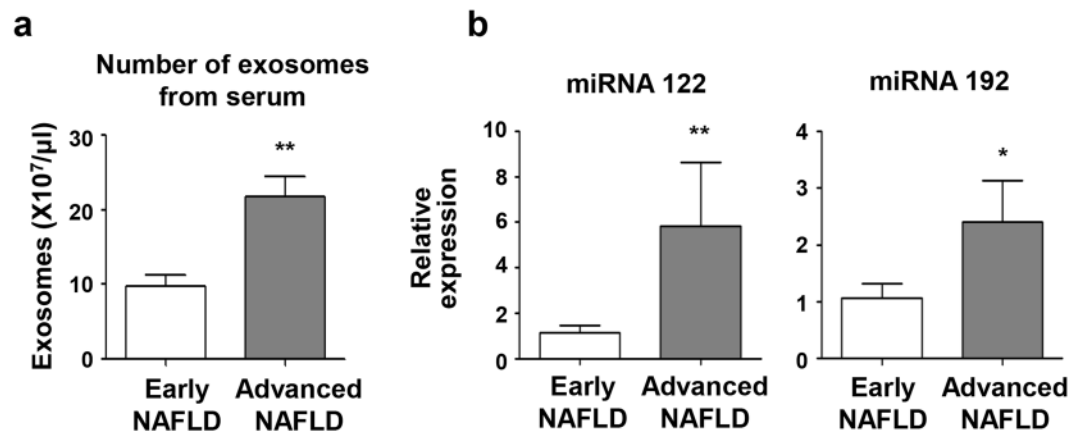 a
Number of exosomes
from serum
Exosomes (X10⁷/µl)
30
20
10
0
**
Early
NAFLD
Advanced
NAFLD
b
miRNA 122
Relative
expression
10
8
6
4
2
0
**
Early
NAFLD
Advanced
NAFLD
miRNA 192
4
3
2
1
0
*
Early
NAFLD
Advanced
NAFLD